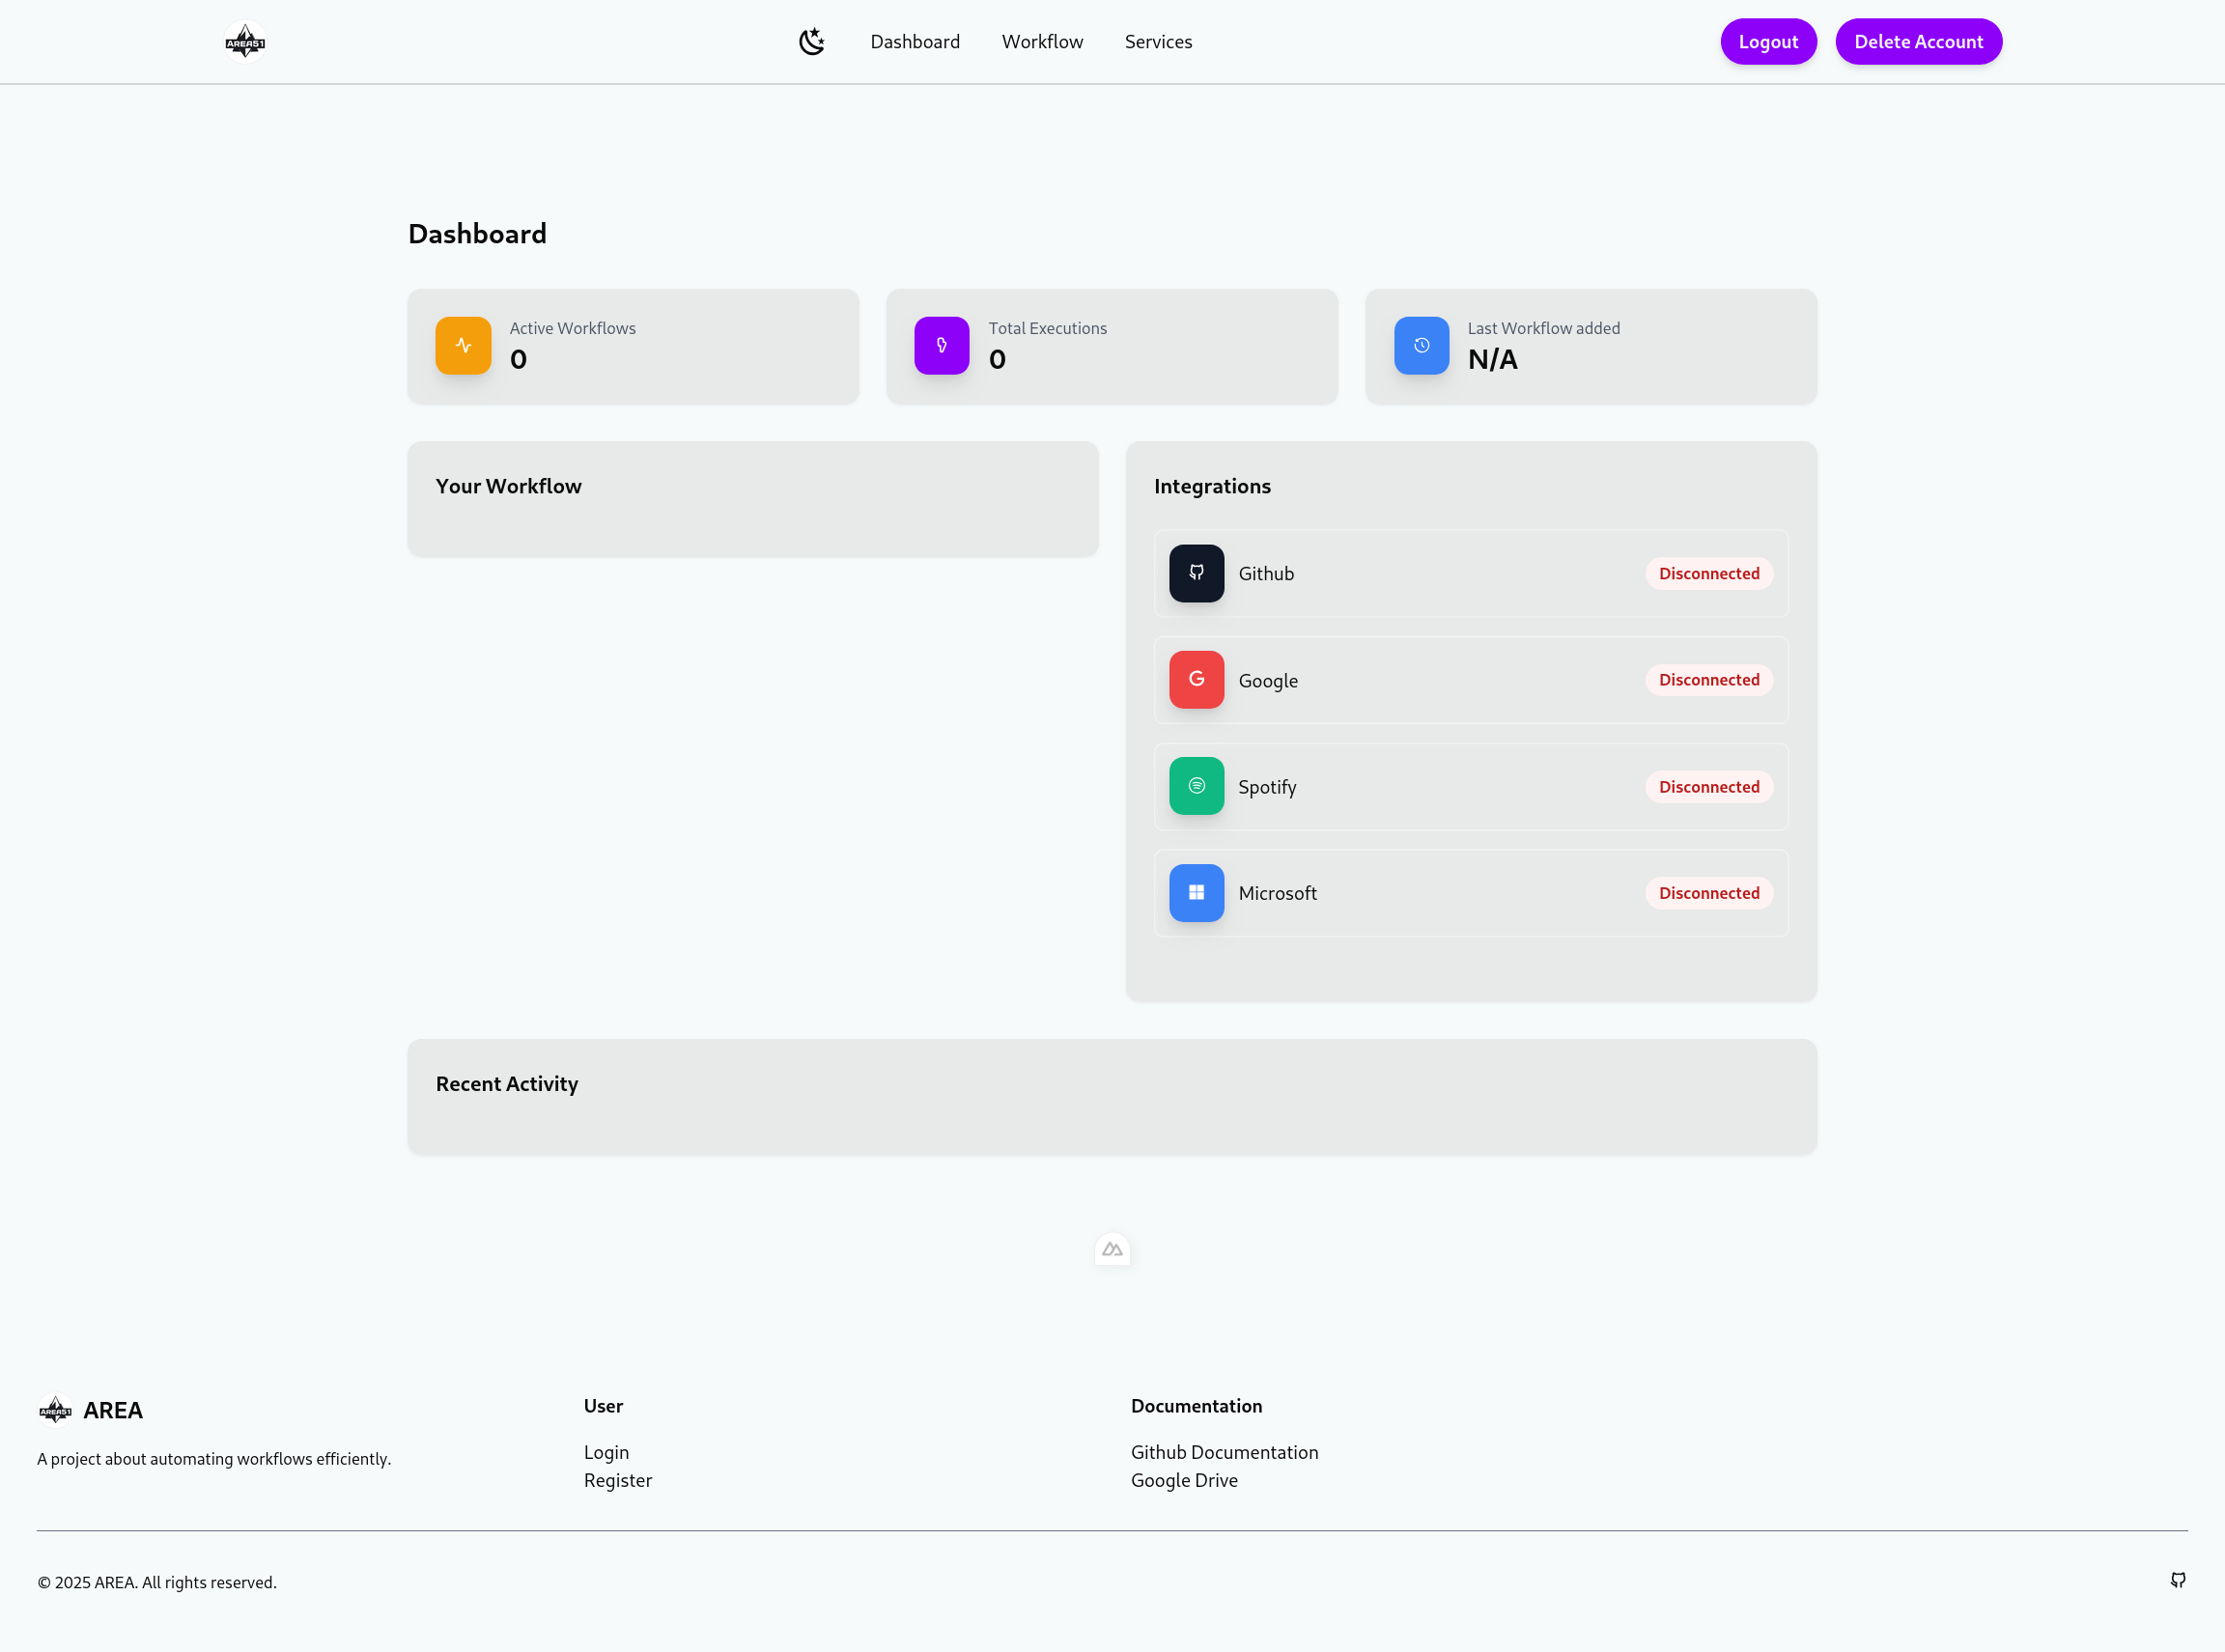 AREA51
Dashboard
Workflow
Services
Logout
Delete Account
Dashboard
Active Workflows
0
Total Executions
0
Last Workflow added
N/A
Your Workflow
Integrations
Github
Disconnected
Google
Disconnected
Spotify
Disconnected
Microsoft
Disconnected
Recent Activity
AREA51
AREA
A project about automating workflows efficiently.
User
Login
Register
Documentation
Github Documentation
Google Drive
© 2025 AREA. All rights reserved.